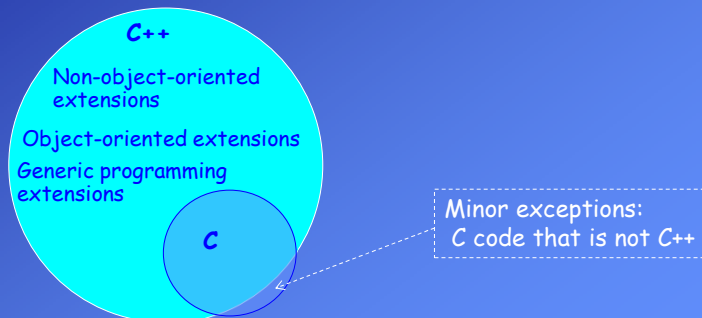 C++
Non-object-oriented
extensions
Object-oriented extensions
Generic programming
extensions
C
Minor exceptions:
C code that is not C++